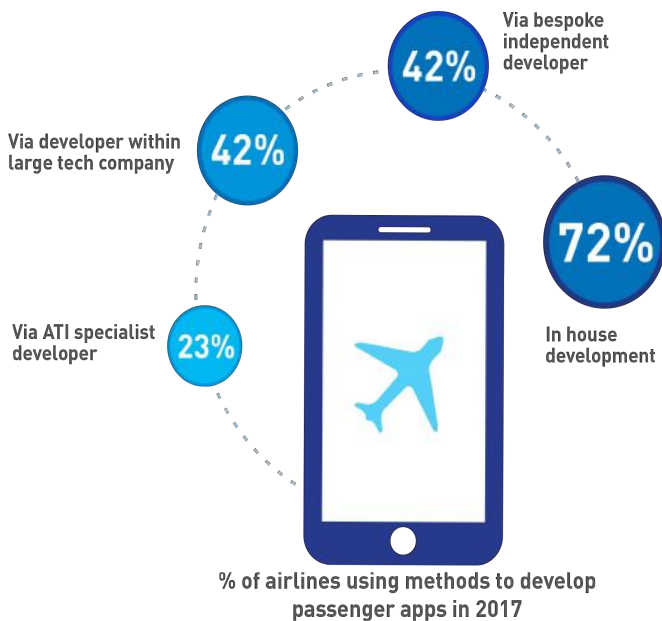 Via bespoke
independent
developer
42%
Via developer within
large tech company
42%
72%
In house
development
Via ATI specialist
developer
23%
% of airlines using methods to develop
passenger apps in 2017